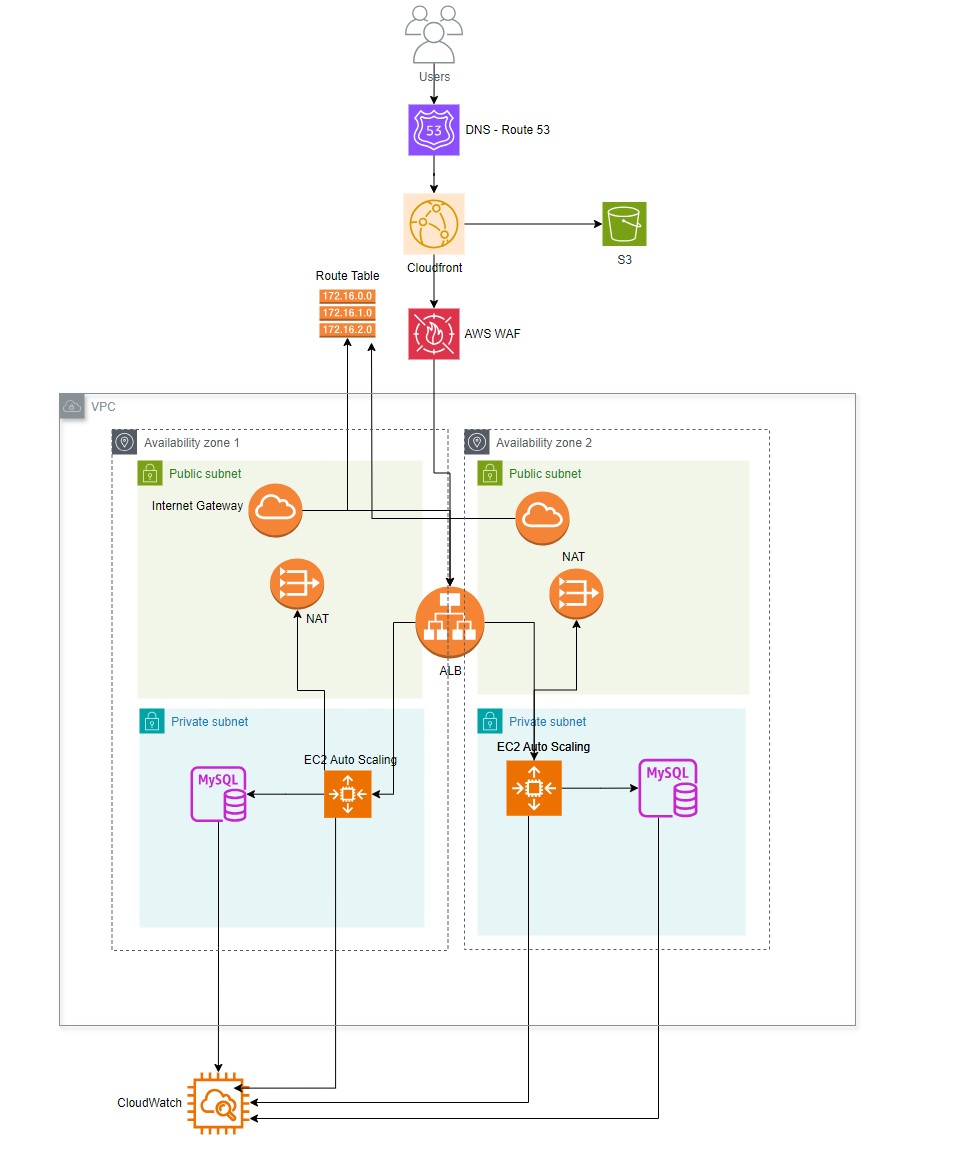 Users
53
DNS - Route 53
Cloudfront
S3
Route Table
172.16.0.0
172.16.1.0
172.16.2.0
AWS WAF
VPC
Availability zone 1
Availability zone 2
Public subnet
Public subnet
Internet Gateway
NAT
NAT
ALB
Private subnet
Private subnet
EC2 Auto Scaling
EC2 Auto Scaling
MySQL
MySQL
CloudWatch